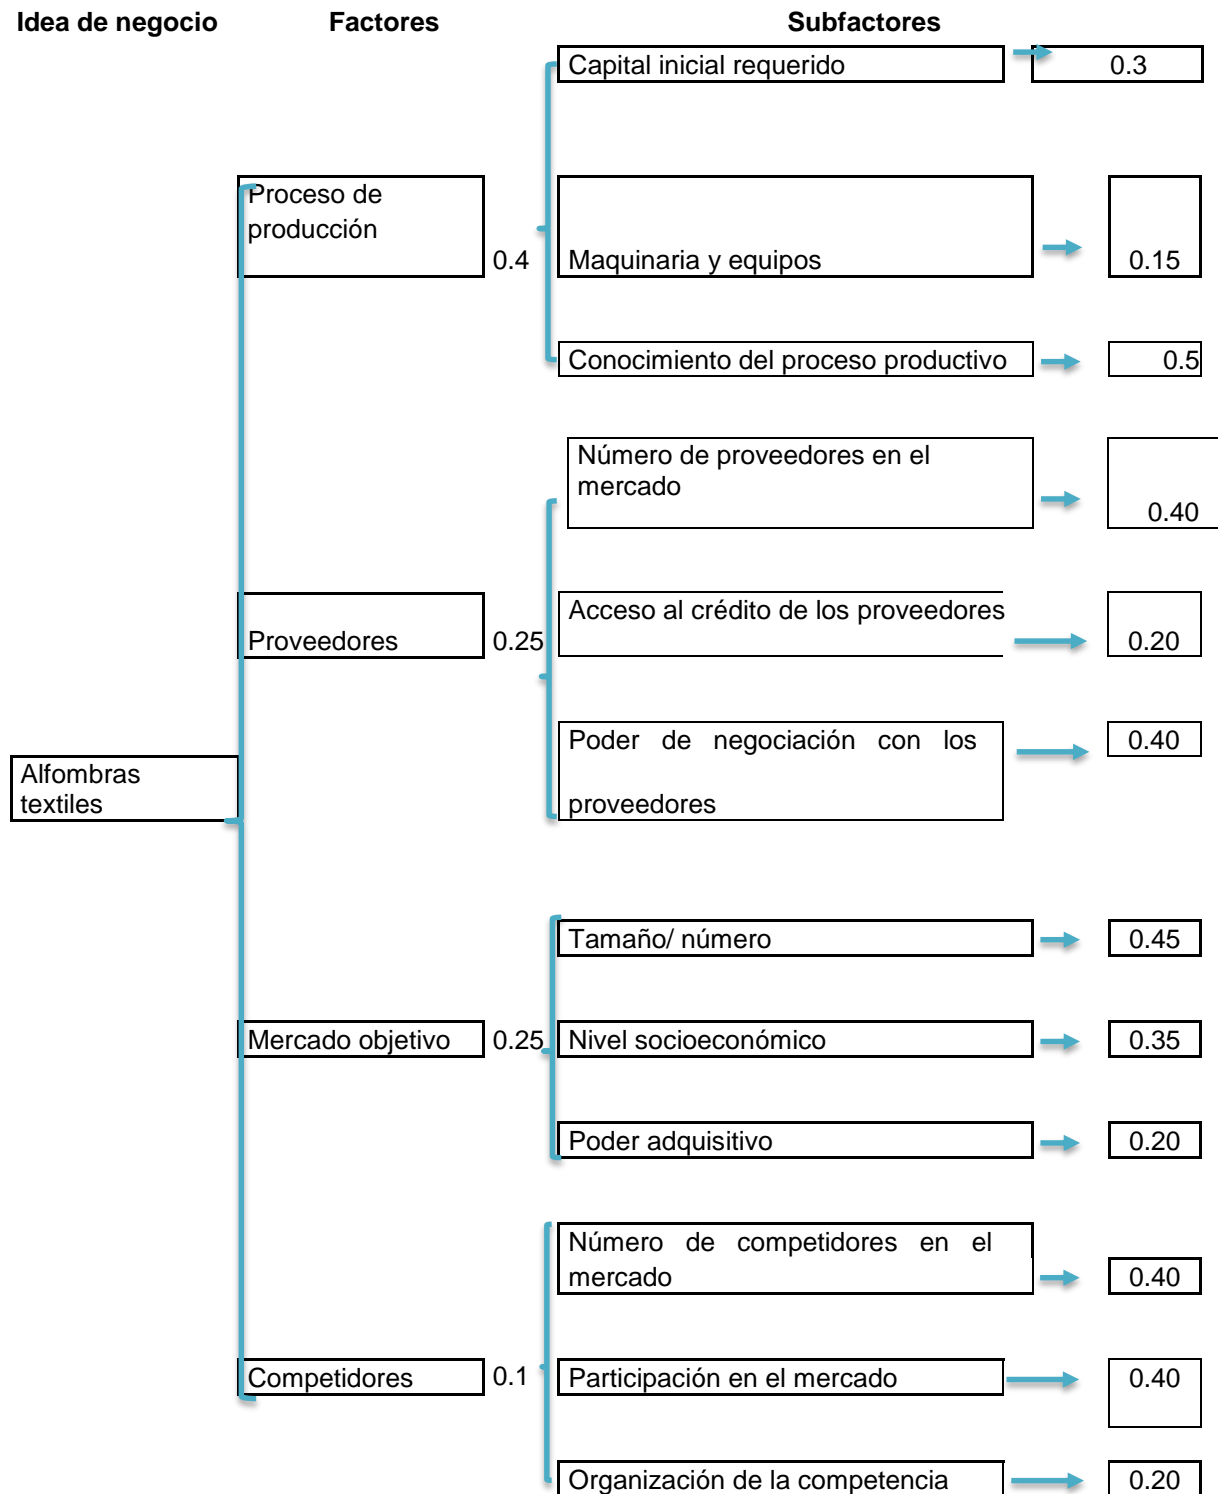 Idea de negocio Factores Subfactores
Capital inicial requerido 0.3
Proceso de
producción
0.4 Maquinaria y equipos 0.15
Conocimiento del proceso productivo 0.5
Número de proveedores en el
mercado
0.40
Acceso al crédito de los proveedores
Proveedores 0.25 0.20
Poder de negociación con los 0.40
proveedores
Alfombras
textiles
Tamaño/ número 0.45
Mercado objetivo 0.25 Nivel socioeconómico 0.35
Poder adquisitivo 0.20
Número de competidores en el
mercado 0.40
Competidores 0.1 Participación en el mercado 0.40
Organización de la competencia 0.20